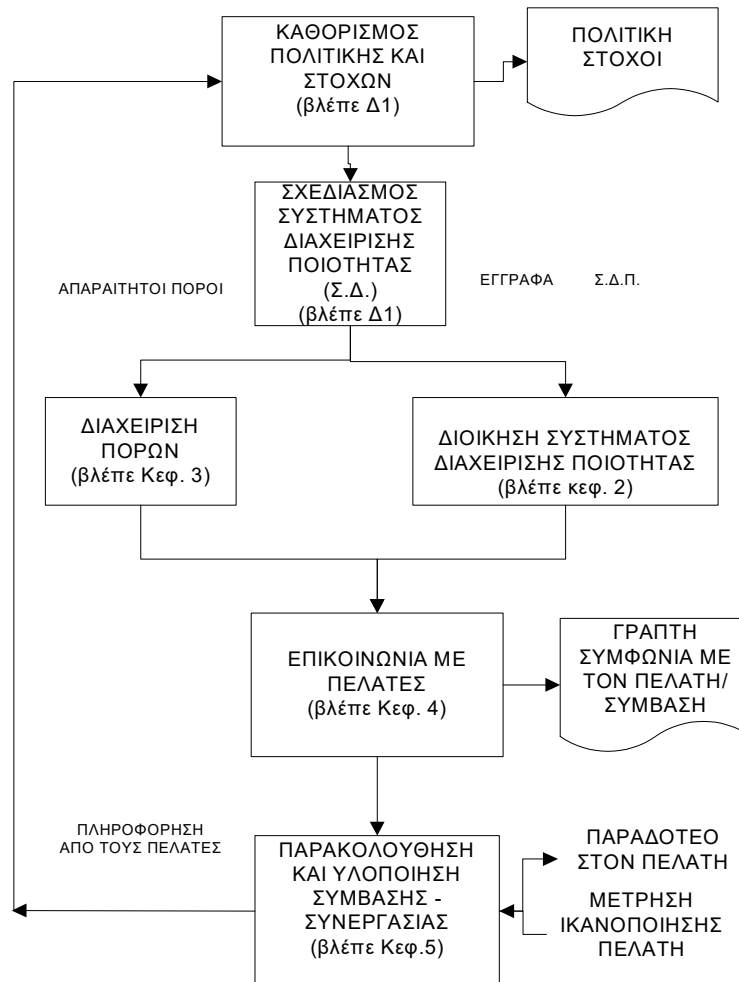 ΚΑΘΟΡΙΣΜΟΣ
ΠΟΛΙΤΙΚΗΣ ΚΑΙ
ΣΤΟΧΩΝ
(βλέπε Δ1)
ΠΟΛΙΤΙΚΗ
ΣΤΟΧΟΙ
ΣΧΕΔΙΑΣΜΟΣ
ΣΥΣΤΗΜΑΤΟΣ
ΔΙΑΧΕΙΡΙΣΗΣ
ΠΟΙΟΤΗΤΑΣ
(Σ.Δ.)
(βλέπε Δ1)
ΑΠΑΡΑΙΤΗΤΟΙ ΠΟΡΟΙ
ΕΓΓΡΑΦΑ Σ.Δ.Π.
ΔΙΑΧΕΙΡΙΣΗ
ΠΟΡΩΝ
(βλέπε Κεφ. 3)
ΔΙΟΙΚΗΣΗ ΣΥΣΤΗΜΑΤΟΣ
ΔΙΑΧΕΙΡΙΣΗΣ ΠΟΙΟΤΗΤΑΣ
(βλέπε κεφ. 2)
ΕΠΙΚΟΙΝΩΝΙΑ ΜΕ
ΠΕΛΑΤΕΣ
(βλέπε Κεφ. 4)
ΓΡΑΠΤΗ
ΣΥΜΦΩΝΙΑ ΜΕ
ΤΟΝ ΠΕΛΑΤΗ/
ΣΥΜΒΑΣΗ
ΠΛΗΡΟΦΟΡΗΣΗ
ΑΠΟ ΤΟΥΣ ΠΕΛΑΤΕΣ
ΠΑΡΑΚΟΛΟΥΘΗΣΗ
ΚΑΙ ΥΛΟΠΟΙΗΣΗ
ΣΥΜΒΑΣΗΣ -
ΣΥΝΕΡΓΑΣΙΑΣ
(βλέπε Κεφ.5)
ΠΑΡΑΔΟΤΕΟ
ΣΤΟΝ ΠΕΛΑΤΗ
ΜΕΤΡΗΣΗ
ΙΚΑΝΟΠΟΙΗΣΗΣ
ΠΕΛΑΤΗ